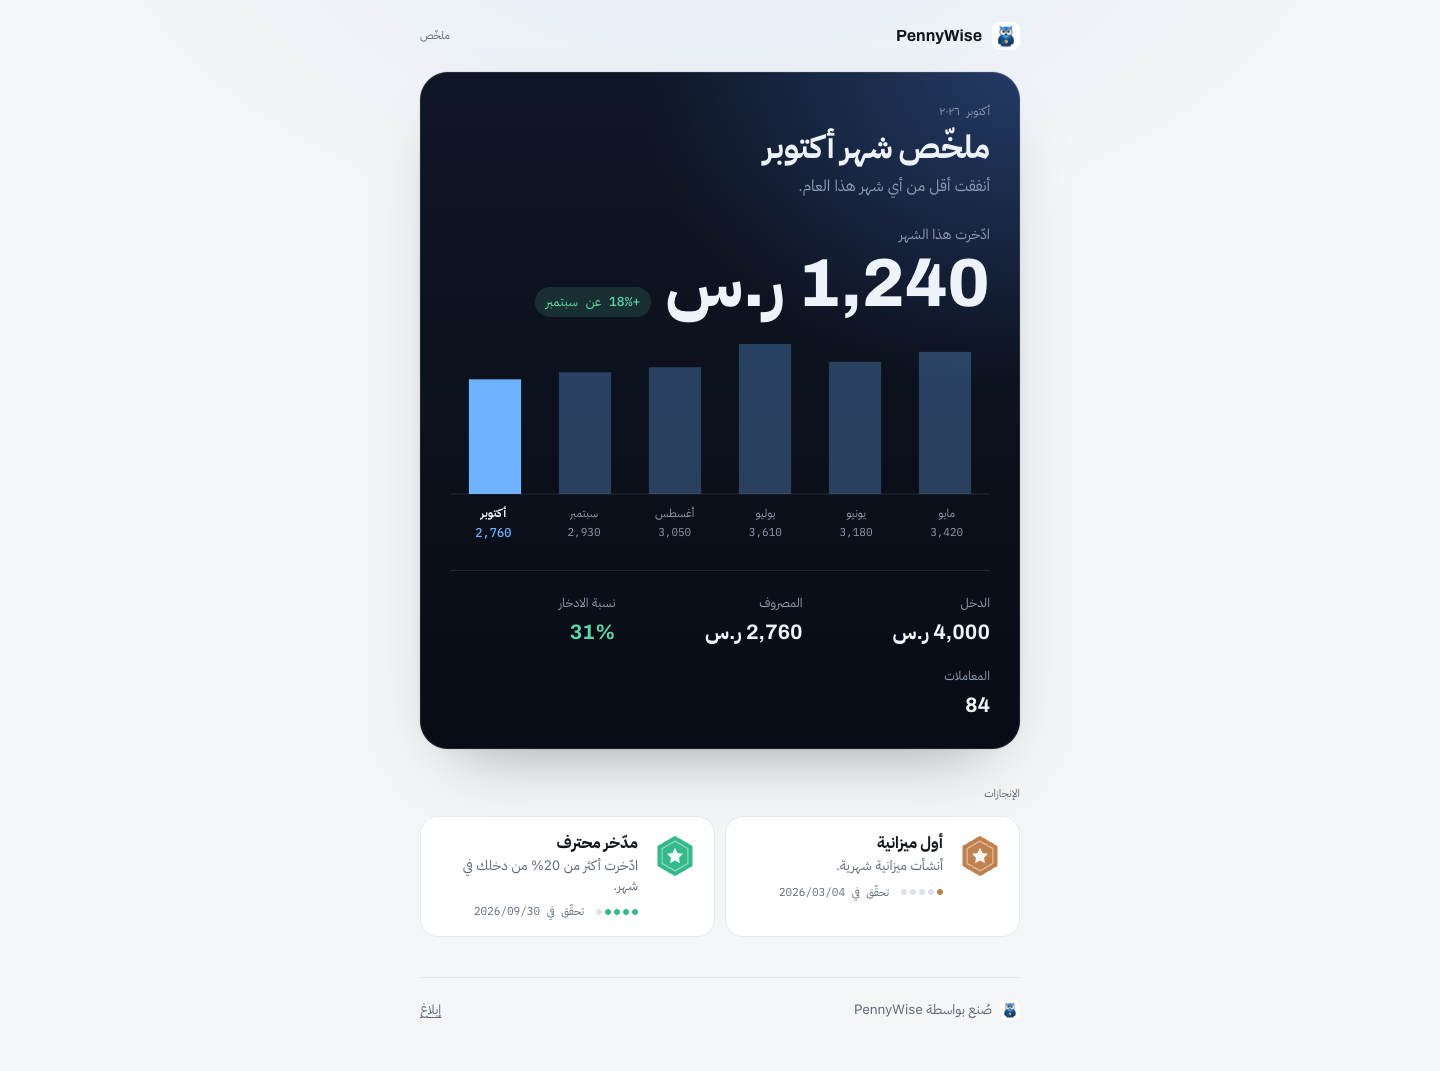 PennyWise
ملخّص
أكتوبر ٢٠٢٦
ملخّص شهر أكتوبر
أنفقت أقل من أي شهر هذا العام.
ادّخرت هذا الشهر
1,240 ر.س
+18% عن سبتمبر
مايو
3,420
يونيو
3,180
يوليو
3,610
أغسطس
3,050
سبتمبر
2,930
أكتوبر
2,760
الدخل
4,000 ر.س
المصروف
2,760 ر.س
نسبة الادخار
31%
المعاملات
84
الإنجازات
أول ميزانية
أنشأت ميزانية شهرية.
تحقّق في 2026/03/04
مدّخر محترف
ادّخرت أكثر من 20% من دخلك في
شهر.
تحقّق في 2026/09/30
صُنع بواسطة PennyWise
إبلاغ